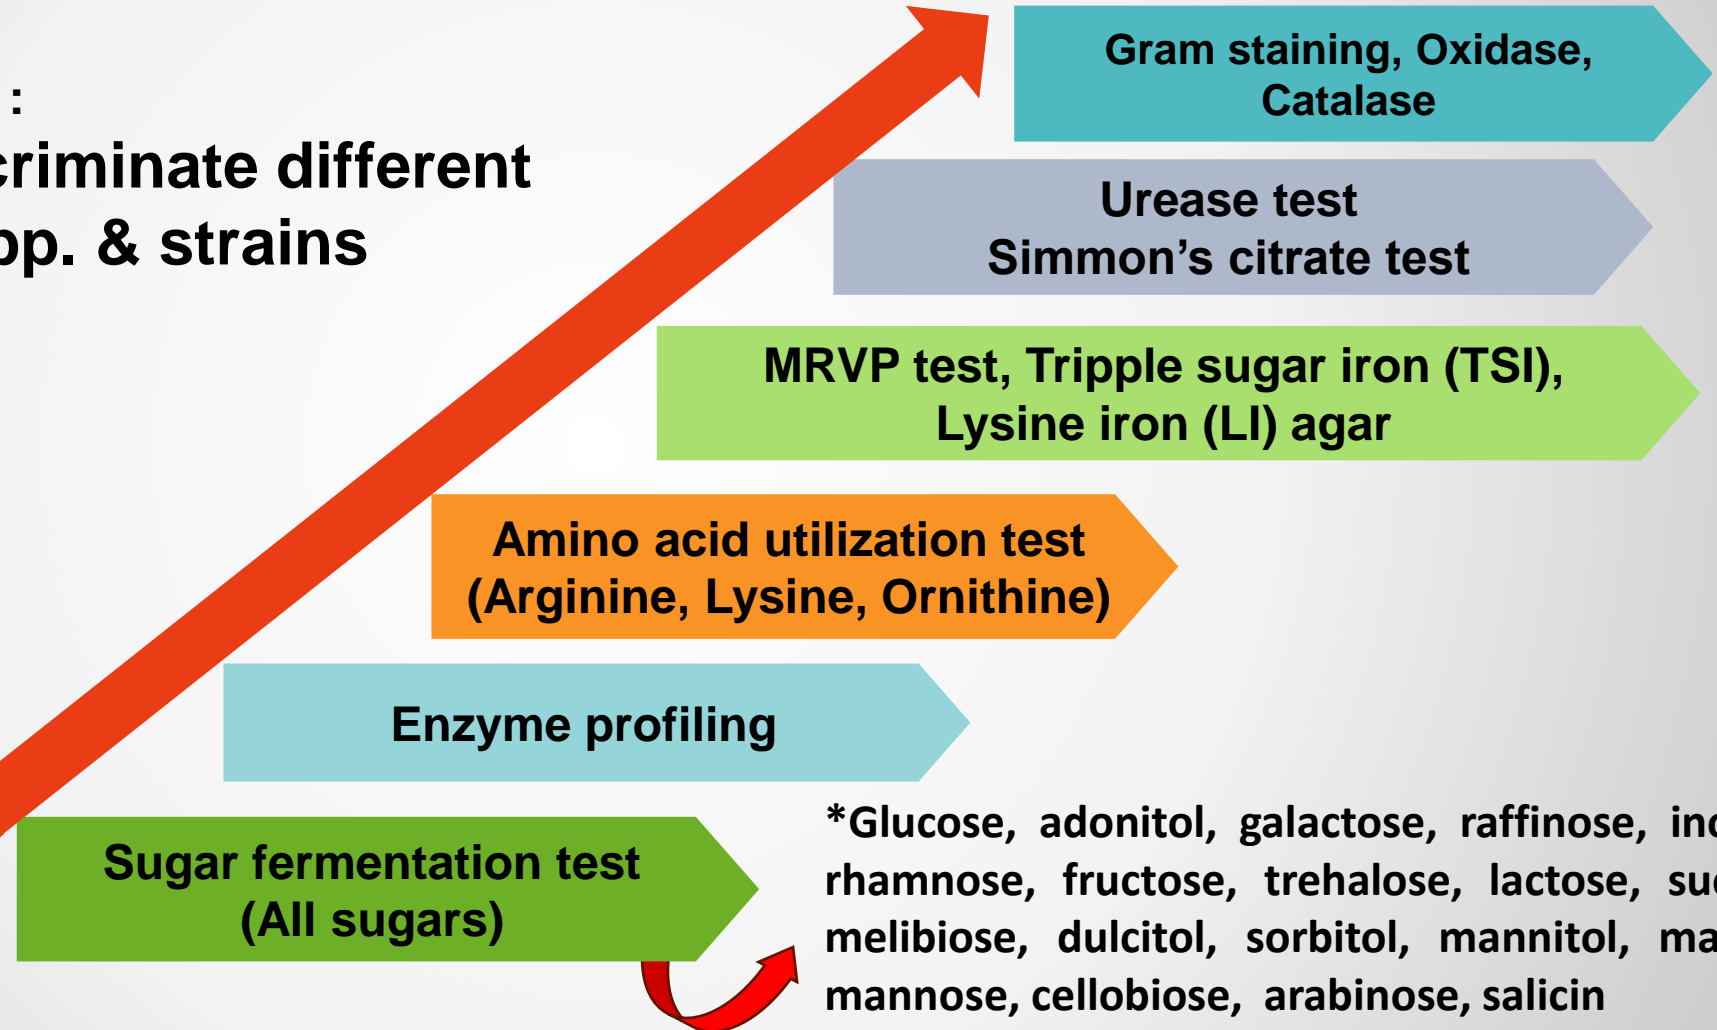 :
criminate different
pp. & strains
Gram staining, Oxidase,
Catalase
Urease test
Simmon’s citrate test
MRVP test, Tripple sugar iron (TSI),
Lysine iron (LI) agar
Amino acid utilization test
(Arginine, Lysine, Ornithine)
Enzyme profiling
Sugar fermentation test
(All sugars)
*Glucose, adonitol, galactose, raffinose,
rhamnose, fructose, trehalose, lactose,
melibiose, dulcitol, sorbitol, mannitol,
mannose, cellobiose, arabinose, salicin